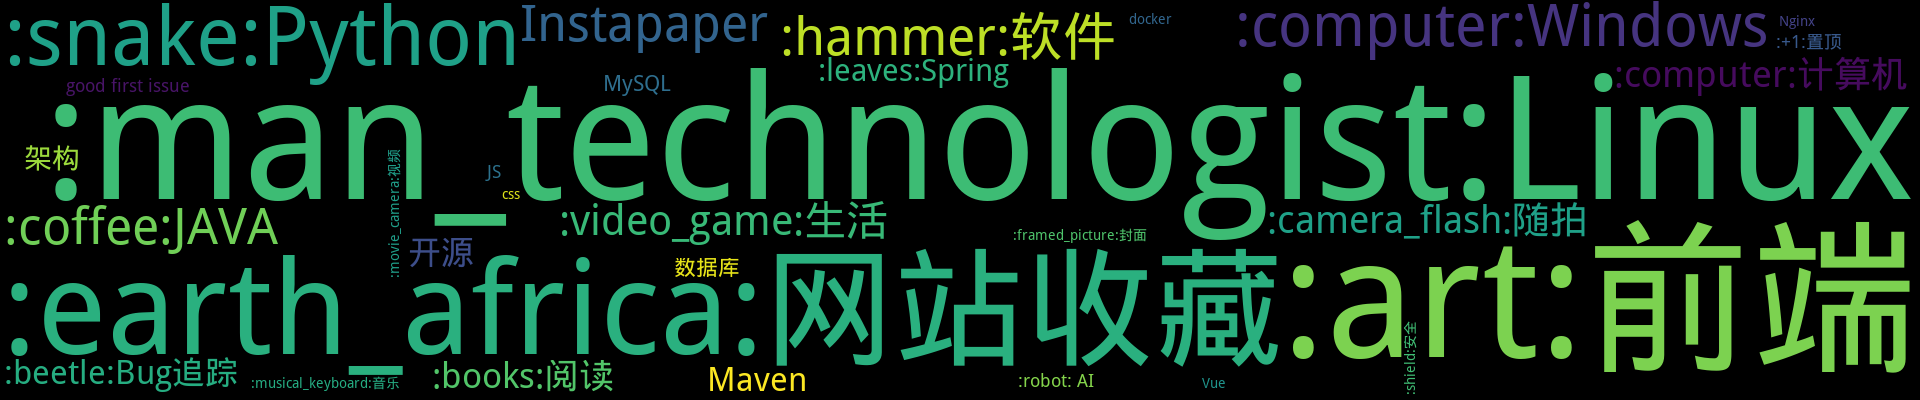 :snake:Python
Instapaper
:hammer:软件
docker
:computer:Windows
Nginx
:+1:置顶
good first issue
MySQL
:leaves:Spring
:computer:计算机
:man_technologist:Linux
架构
:movie_camera:视频
JS
css
:coffee:JAVA
开源
:video_game:生活
:framed_picture:封面
:camera_flash:随拍
数据库
:earth_africa:网站收藏
:art:前端
:beetle:Bug追踪
:musical_keyboard:音乐
:books:阅读
Maven
:robot: AI
Vue
:shield:安全